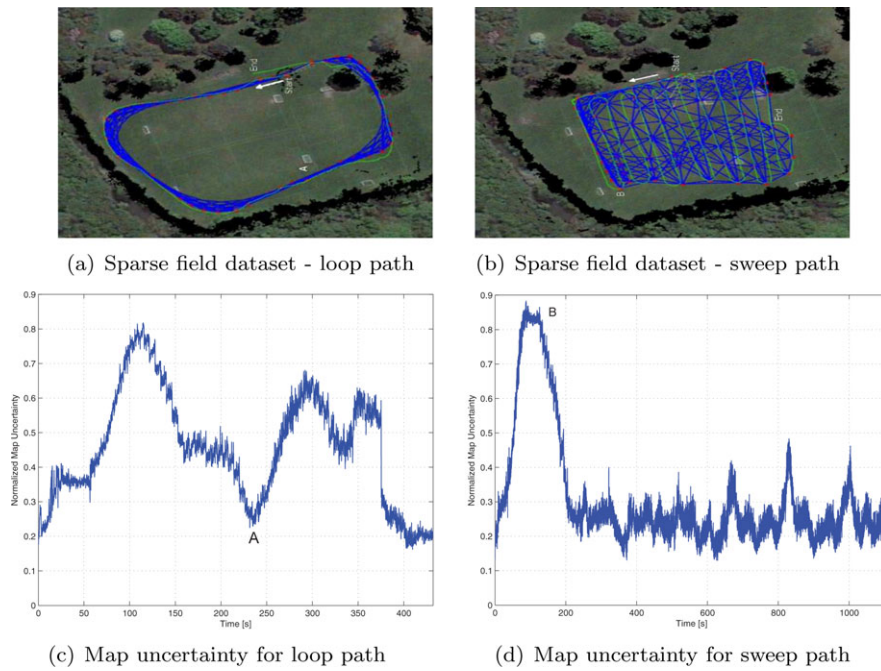 End
Start
A
Start
End
B
(a) Sparse field dataset - loop path
(b) Sparse field dataset - sweep path
0.9
0.8
0.7
0.6
0.5
0.4
0.3
0.2
0.1
0
Normalized Map Uncertainty
A
0 50 100 150 200 250 300 350 400
Time [s]
0.9
0.8
0.7
0.6
0.5
0.4
0.3
0.2
0.1
0
Normalized Map Uncertainty
B
0 200 400 600 800 1000
Time [s]
(c) Map uncertainty for loop path
(d) Map uncertainty for sweep path